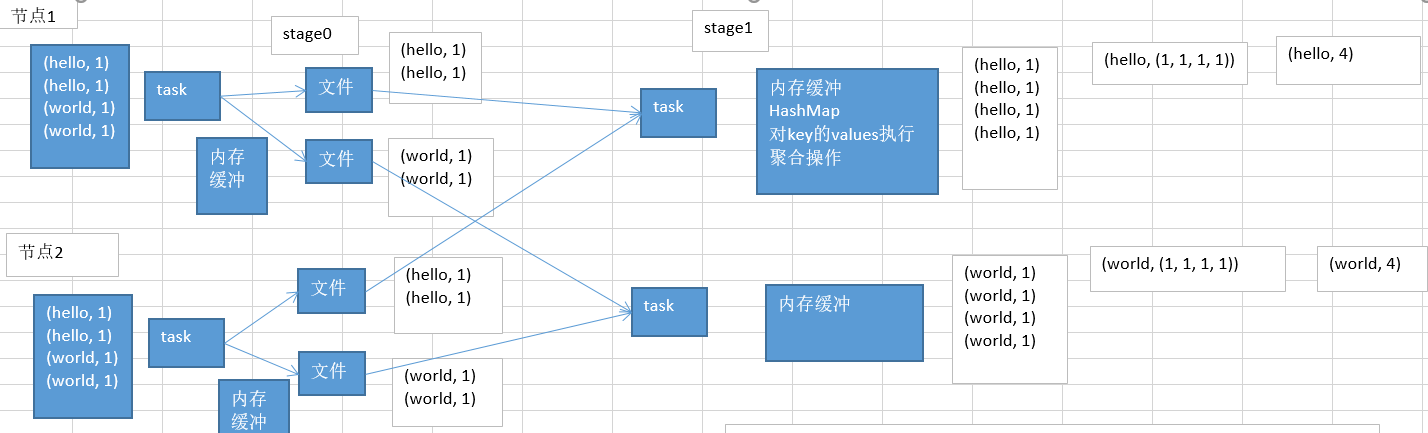 节点1
stage0
stage1
(hello, 1)
(hello, 1)
(world, 1)
(world, 1)
task
内存
缓冲
文件
(hello, 1)
(hello, 1)
文件
(world, 1)
(world, 1)
task
内存缓冲
HashMap
对key的values执行
聚合操作
(hello, 1)
(hello, 1)
(hello, 1)
(hello, 1)
(hello, (1, 1, 1, 1))
(hello, 4)
节点2
(hello, 1)
(hello, 1)
(world, 1)
(world, 1)
task
内存
缓冲
文件
(hello, 1)
(hello, 1)
文件
(world, 1)
(world, 1)
task
内存缓冲
(world, 1)
(world, 1)
(world, 1)
(world, 1)
(world, (1, 1, 1, 1))
(world, 4)